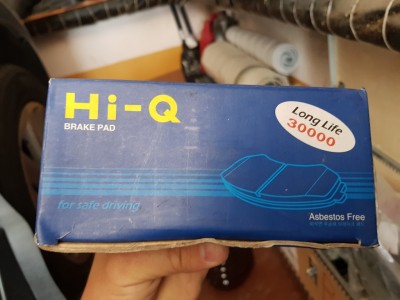 Hi-Q
BRAKE PAD
Long Life
30000
for safe driving
Asbestos Free